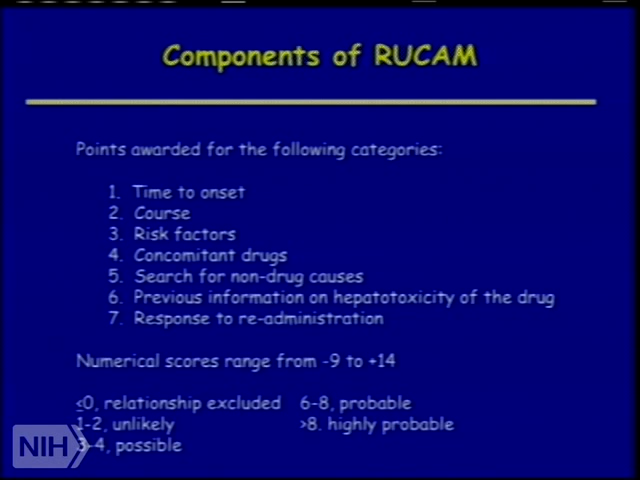 Components of RUCAM
Points awarded for the following categories:
1. Time to onset
2. Course
3. Risk factors
4. Concomitant drugs
5. Search for non-drug causes
6. Previous information on hepatotoxicity of the drug
7. Response to re-administration
Numerical scores range from -9 to +14
≤0, relationship excluded 6-8, probable
1-2, unlikely >8. highly probable
3-4, possible
NIH